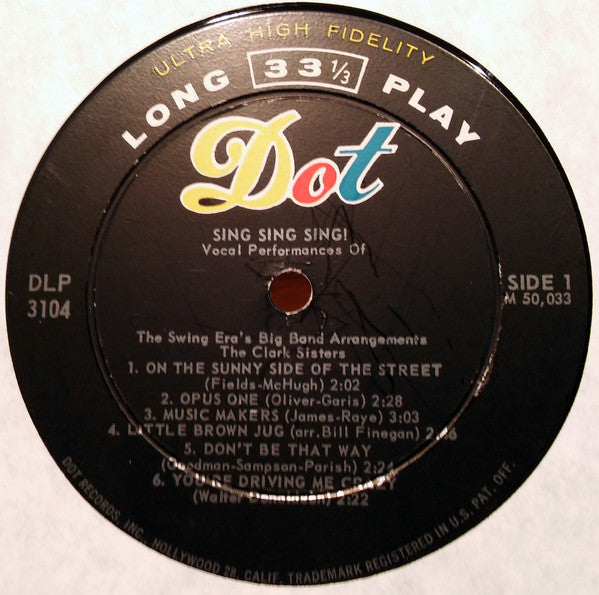 ULTRA HIGH FIDELITY
LONG 33 1/3 PLAY
Dot
SING SING SING!
Vocal Performances Of
DLP
3104
SIDE 1
M 50,033
The Swing Era's Big Band Arrangements
The Clark Sisters
1. ON THE SUNNY SIDE OF THE STREET
(Fields-McHugh) 2:02
2. OPUS ONE (Oliver-Garis) 2:28
3. MUSIC MAKERS (James-Raye) 3:03
4. LITTLE BROWN JUG (arr. Bill Finegan)
5. DON'T BE THAT WAY
(Goodman-Sampson-Parish) 2:24
6. YOU'RE DRIVING ME CRAZY
(Walter Donaldson) 2:22
DOT RECORDS, INC., HOLLYWOOD 28, CALIF. TRADEMARK REGISTERED IN U.S. PAT. OFF.